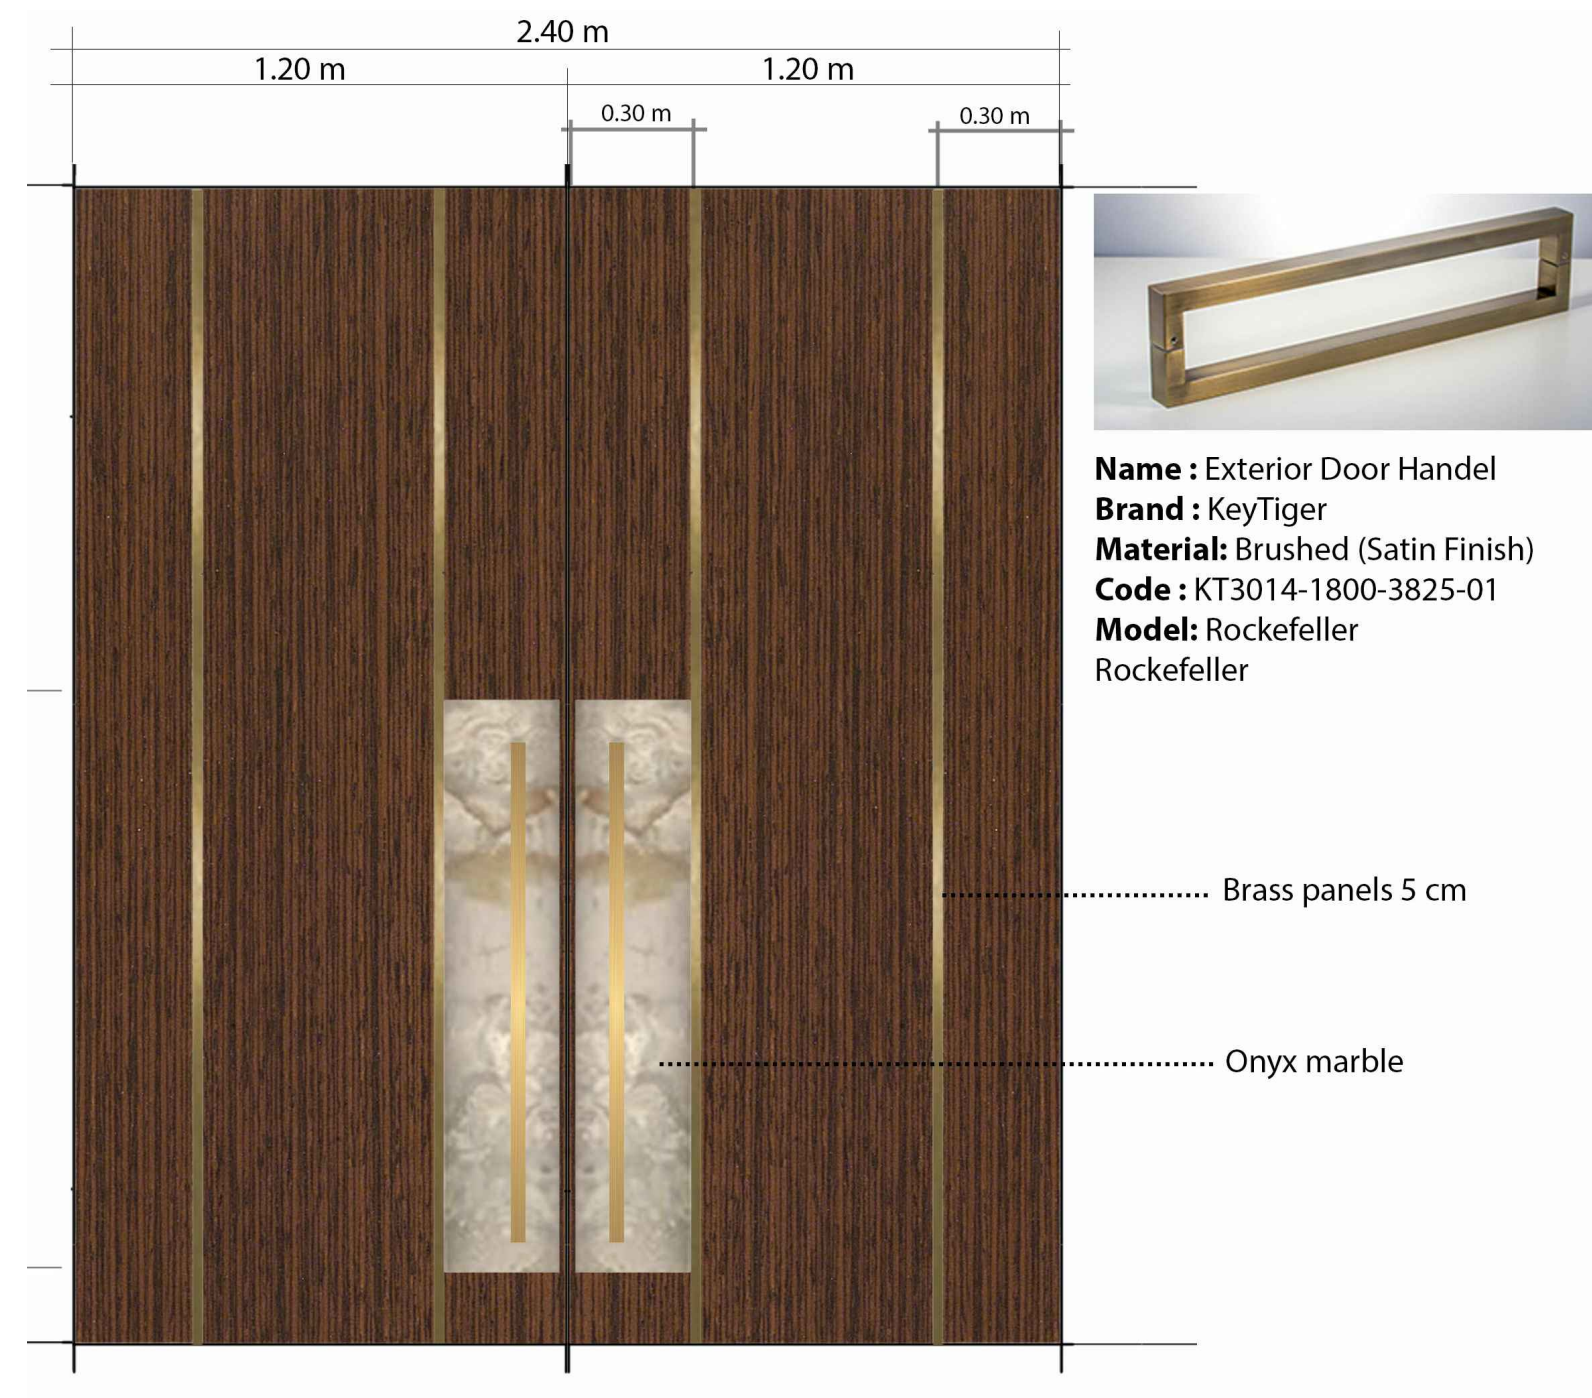 2.40 m
1.20 m
1.20 m
0.30 m
0.30 m
Name : Exterior Door Handel
Brand : KeyTiger
Material: Brushed (Satin Finish)
Code : KT3014-1800-3825-01
Model: Rockefeller
Rockefeller
Brass panels 5 cm
Onyx marble